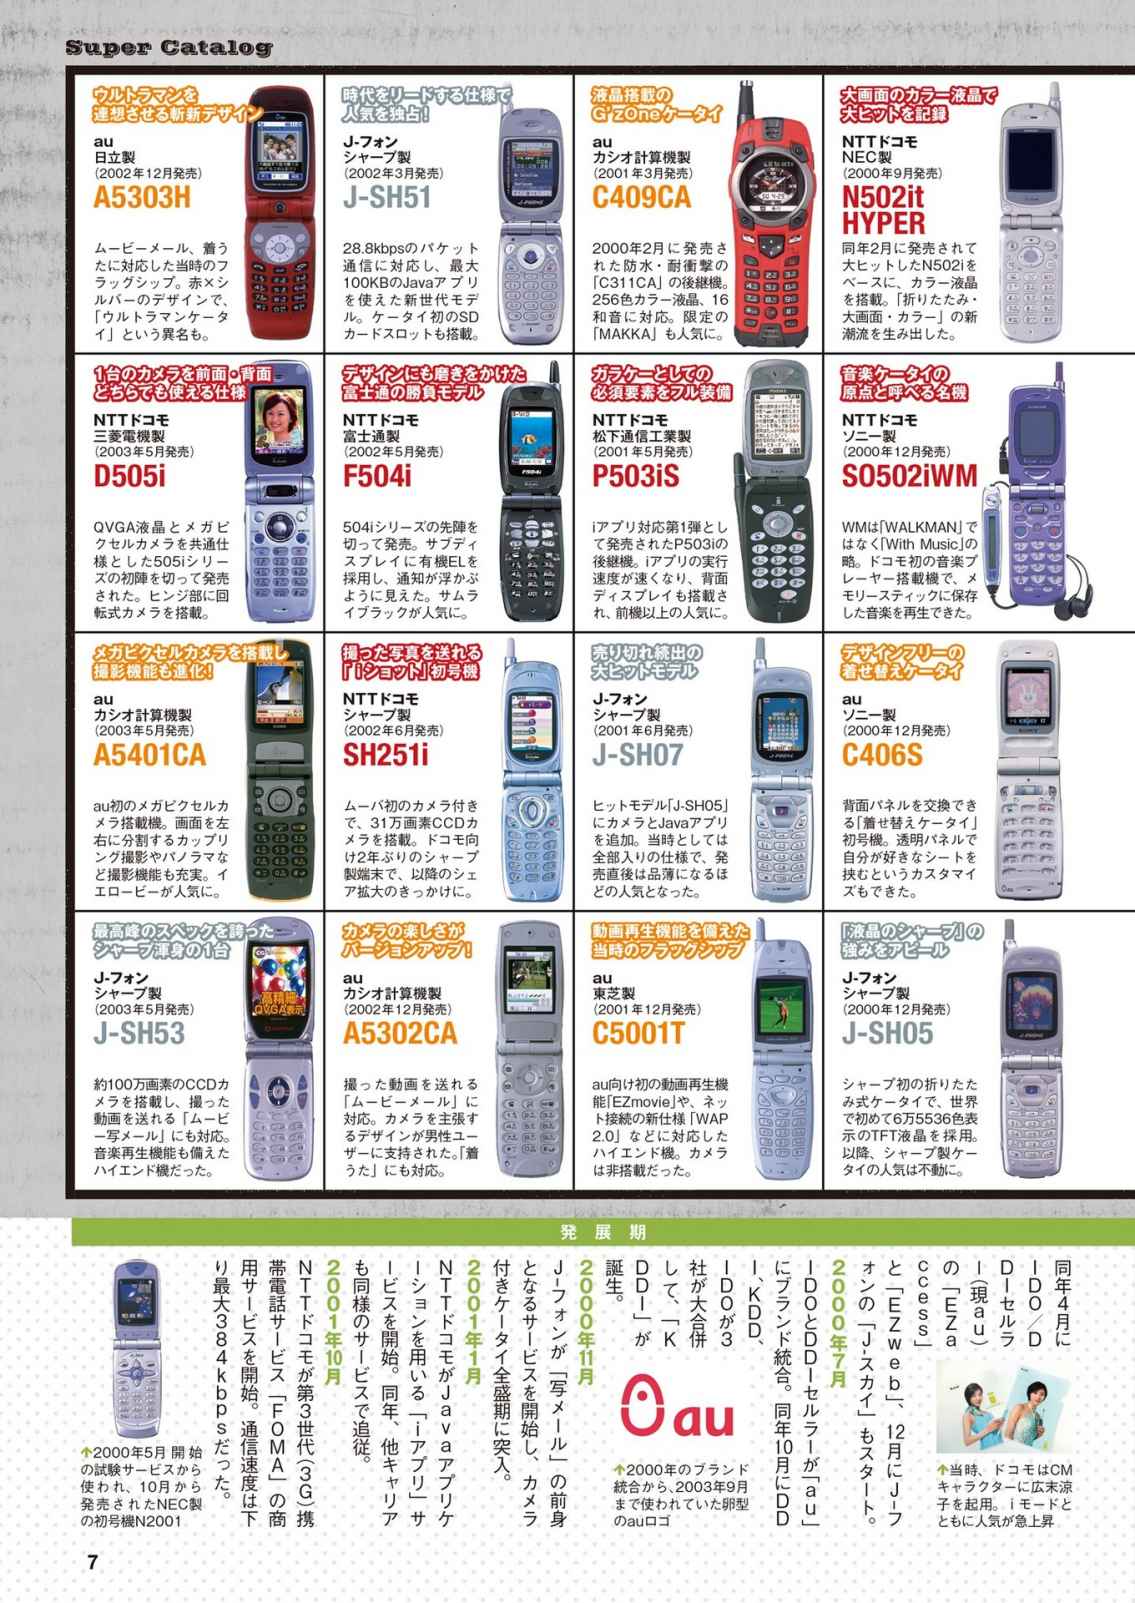 Super Catalog
ウルトラマンを
連想させる斬新デザイン
au
日立製
(2002年12月発売)
A5303H
ムービーメール、着う
たに対応した当時のフ
ラッグシップ。赤×シ
ルバーのデザインで、
「ウルトラマンケータ
イ」という異名も。
時代をリードする仕様で
人気を独占!
J-フォン
シャープ製
(2002年3月発売)
J-SH51
28.8kbpsのパケット
通信に対応し、最大
100KBのJavaアプリ
を使えた新世代モデ
ル。ケータイ初のSD
カードスロットも搭載。
液晶搭載の
G'zOneケータイ
au
カシオ計算機製
(2001年3月発売)
C409CA
2000年2月に発売さ
れた防水・耐衝撃の
「C311CA」の後継機。
256色カラー液晶、16
和音に対応。限定の
「MAKKA」も人気に。
大画面のカラー液晶で
大ヒットを記録
NTTドコモ
NEC製
(2000年9月発売)
N502it
HYPER
同年2月に発売されて
大ヒットしたN502iを
ベースに、カラー液晶
を搭載。「折りたたみ・
大画面・カラー」の新
潮流を生み出した。
1台のカメラを前面・背面
どちらでも使える仕様
NTTドコモ
三菱電機製
(2003年5月発売)
D505i
QVGA液晶とメガピ
クセルカメラを共通仕
様とした505iシリー
ズの初陣を切って発売
された。ヒンジ部に回
転式カメラを搭載。
デザインにも磨きをかけた
富士通の勝負モデル
NTTドコモ
富士通製
(2002年5月発売)
F504i
504iシリーズの先陣を
切って発売。サブディ
スプレイに有機ELを
採用し、通知が浮かぶ
ように見えた。サムラ
イブラックが人気に。
ガラケーとしての
必須要素をフル装備
NTTドコモ
松下通信工業製
(2001年5月発売)
P503iS
iアプリ対応第1弾とし
て発売されたP503iの
後継機。iアプリの実行
速度が速くなり、背面
ディスプレイも搭載さ
れ、前機以上の人気に。
音楽ケータイの
原点と呼べる名機
NTTドコモ
ソニー製
(2000年12月発売)
SO502iWM
WMは「WALKMAN」で
はなく「With Music」の
略。ドコモ初の音楽プ
レーヤー搭載機で、メ
モリースティックに保存
した音楽を再生できた。
メガピクセルカメラを搭載し
撮影機能も進化!
au
カシオ計算機製
(2003年5月発売)
A5401CA
au初のメガピクセルカ
メラ搭載機。画面を左
右に分割するカップリ
ング撮影やパノラマな
ど撮影機能も充実。イ
エロービーが人気に。
撮った写真を送れる
「iショット」初号機
NTTドコモ
シャープ製
(2002年6月発売)
SH251i
ムーバ初のカメラ付き
で、31万画素CCDカ
メラを搭載。ドコモ向
け2年ぶりのシャープ
製端末で、以降のシェ
ア拡大のきっかけに。
売り切れ続出の
大ヒットモデル
J-フォン
シャープ製
(2001年6月発売)
J-SH07
ヒットモデル「J-SH05」
にカメラとJavaアプリ
を追加。当時としては
全部入りの仕様で、発
売直後は品薄になるほ
どの人気となった。
デザインフリーの
着せ替えケータイ
au
ソニー製
(2000年12月発売)
C406S
背面パネルを交換でき
る「着せ替えケータイ」
初号機。透明パネルで
自分が好きなシートを
挟むというカスタマイ
ズもできた。
最高峰のスペックを誇った
シャープ渾身の1台
J-フォン
シャープ製
(2003年5月発売)
J-SH53
高精細
QVGA表示
約100万画素のCCDカ
メラを搭載し、撮った
動画を送れる「ムービ
ー写メール」にも対応。
音楽再生機能も備えた
ハイエンド機だった。
カメラの楽しさが
バージョンアップ!
au
カシオ計算機製
(2002年12月発売)
A5302CA
撮った動画を送れる
「ムービーメール」に
対応。カメラを主張す
るデザインが男性ユー
ザーに支持された。「着
うた」にも対応。
動画再生機能を備えた
当時のフラッグシップ
au
東芝製
(2001年12月発売)
C5001T
au向け初の動画再生機
能「EZmovie」や、ネッ
ト接続の新仕様「WAP
2.0」などに対応した
ハイエンド機。カメラ
は非搭載だった。
「液晶のシャープ」の
強みをアピール
J-フォン
シャープ製
(2000年12月発売)
J-SH05
シャープ初の折りたた
み式ケータイで、世界
で初めて6万5536色表
示のTFT液晶を採用。
以降、シャープ製ケー
タイの人気は不動に。
発展期
同年4月に
IDO/D
DIセルラ
ー(現au)
の「EZa
ccess」
と「EZweb」、12月にJ-フ
ォンの「J-スカイ」もスタート。
2000年7月
IDOとDDIセルラーが「au」
にブランド統合。同年10月にDD
I、KDD、
IDOが3
社が大合併
して、「K
DDI」が
誕生。
2000年11月
J-フォンが「写メール」の前身
となるサービスを開始し、カメラ
付きケータイ全盛期に突入。
2001年1月
NTTドコモがJavaアプリケ
ーションを用いる「iアプリ」サ
ービスを開始。同年、他キャリア
も同様のサービスで追従。
2001年10月
NTTドコモが第3世代(3G)携
帯電話サービス「FOMA」の商
用サービスを開始。通信速度は下
り最大384kbpsだった。
↑当時、ドコモはCM
キャラクターに広末涼
子を起用。iモードと
ともに人気が急上昇
au
↑2000年のブランド
統合から、2003年9月
まで使われていた卵型
のauロゴ
↑2000年5月開始
の試験サービスから
使われ、10月から
発売されたNEC製
の初号機N2001
7